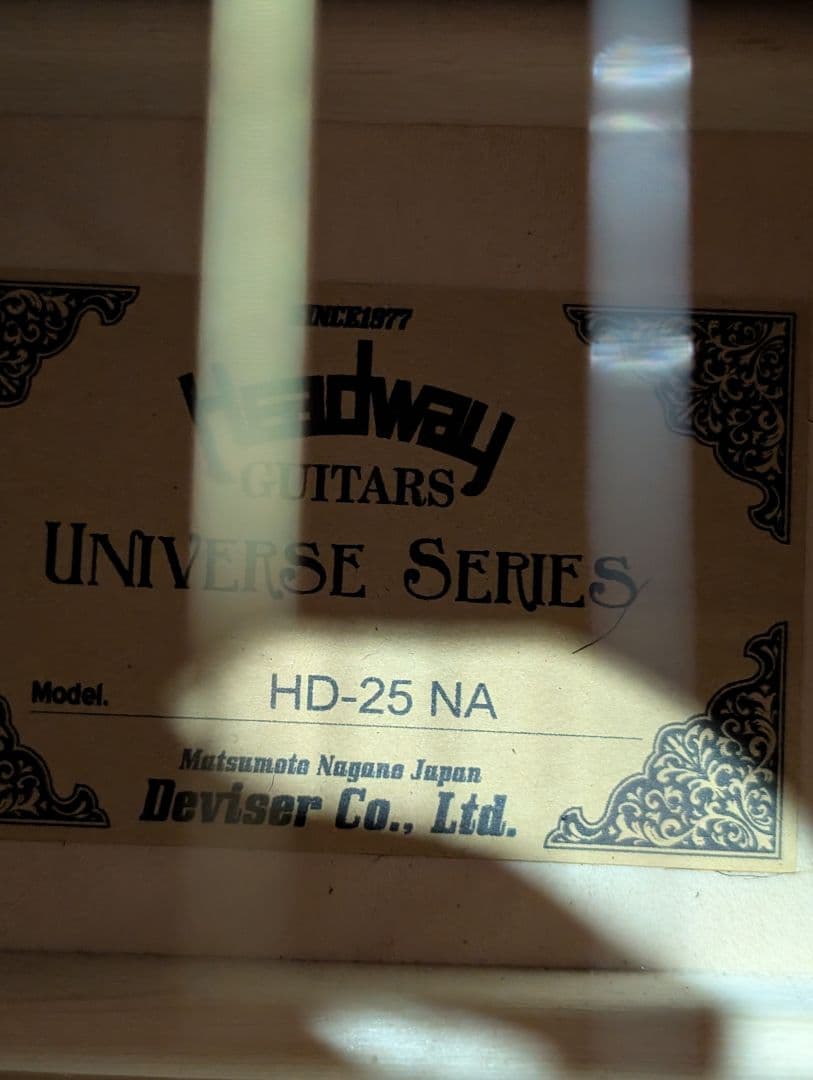 SINCE1977
Headway
GUITARS
UNIVERSE SERIES
Model. HD-25 NA
Matsumoto Nagano Japan
Deviser Co., Ltd.